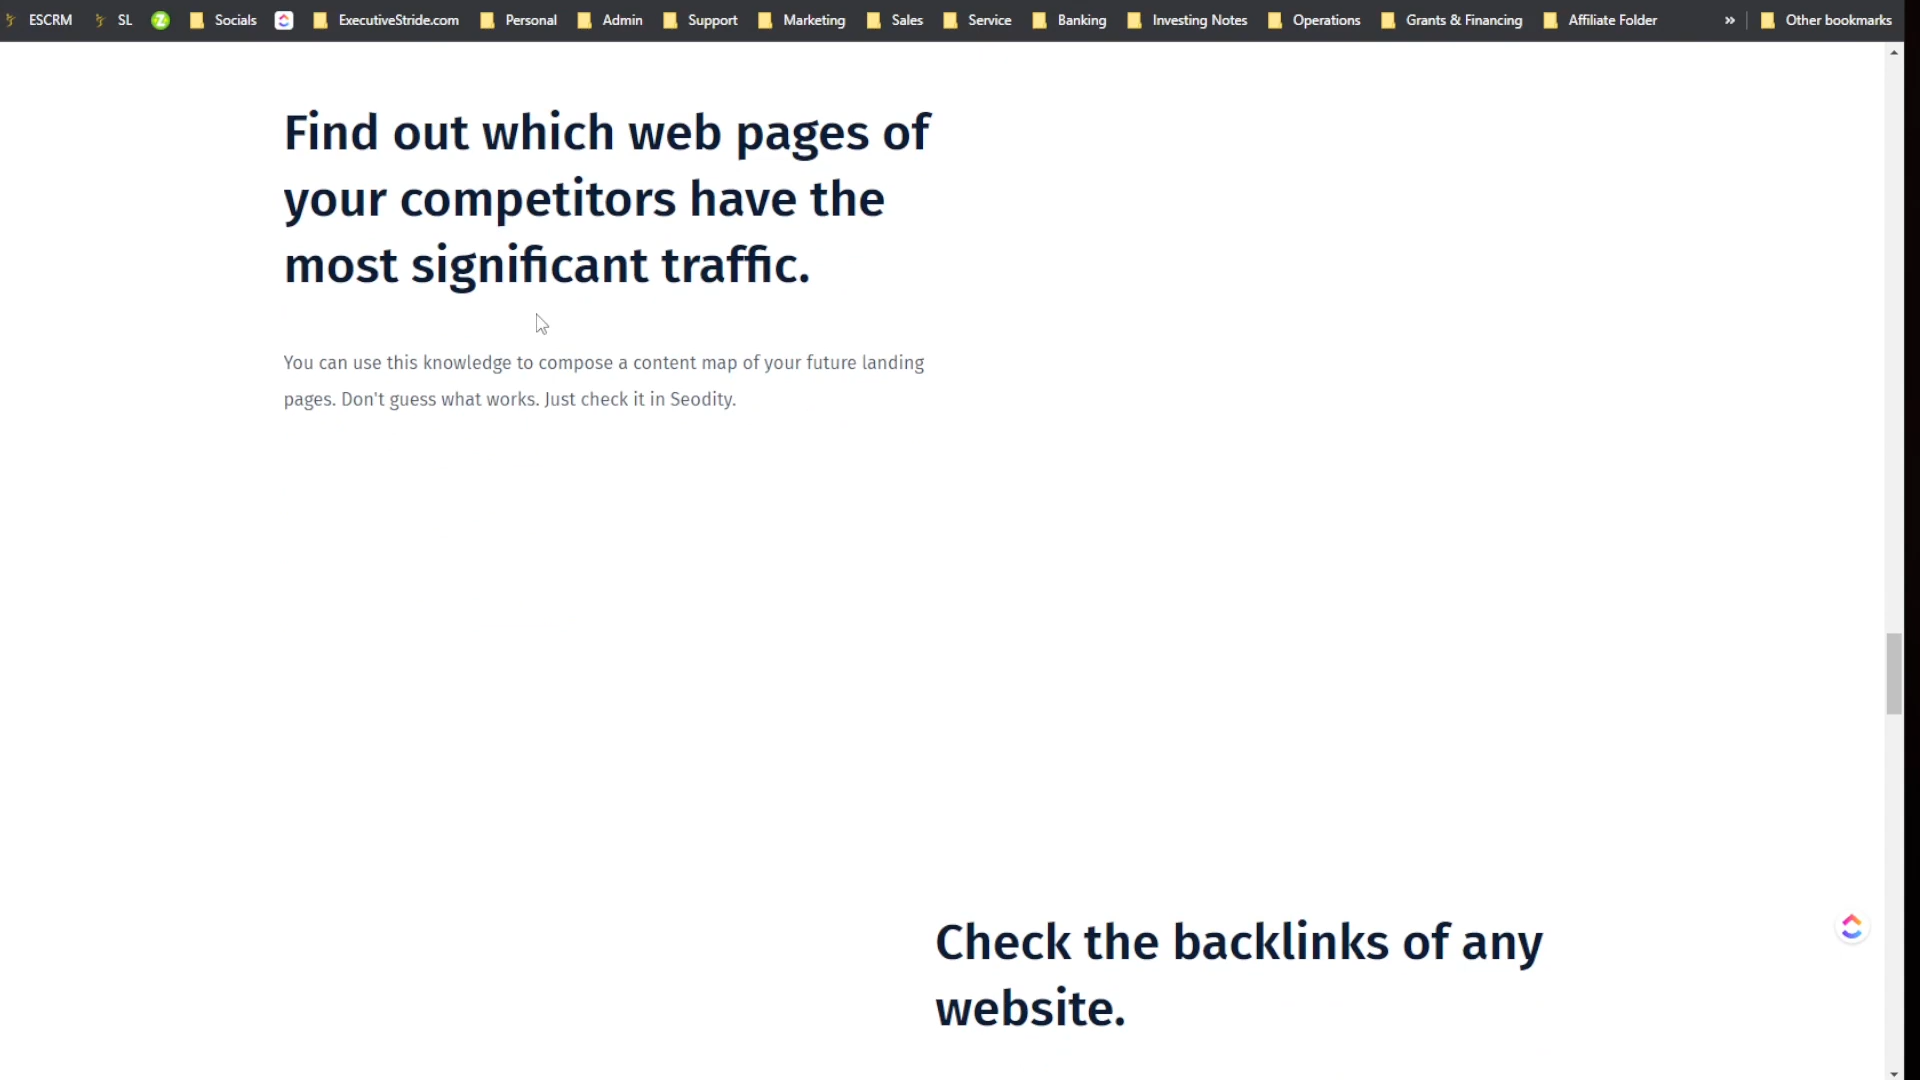 ESCRM SL Socials ExecutiveStride.com Personal Admin Support Marketing Sales Service Banking Investing Notes Operations Grants & Financing Affiliate Folder » Other bookmarks
Find out which web pages of
your competitors have the
most significant traffic.
You can use this knowledge to compose a content map of your future landing
pages. Don't guess what works. Just check it in Seodity.
Check the backlinks of any
website.